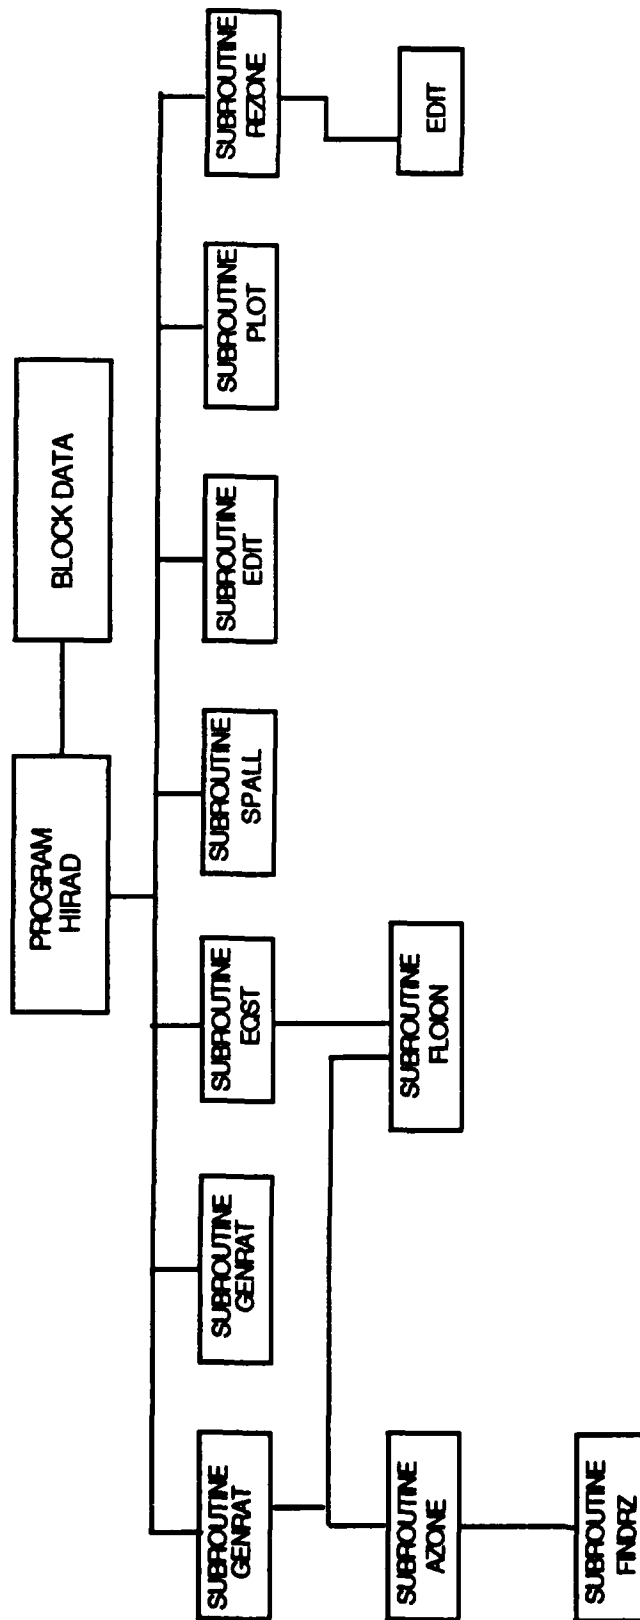 PROGRAM
HIRAD
BLOCK DATA
SUBROUTINE
GENRAT
SUBROUTINE
GENRAT
SUBROUTINE
EQST
SUBROUTINE
SPALL
SUBROUTINE
EDIT
SUBROUTINE
PLOT
SUBROUTINE
REZONE
SUBROUTINE
AZONE
SUBROUTINE
FLOION
EDIT
SUBROUTINE
FINDRZ